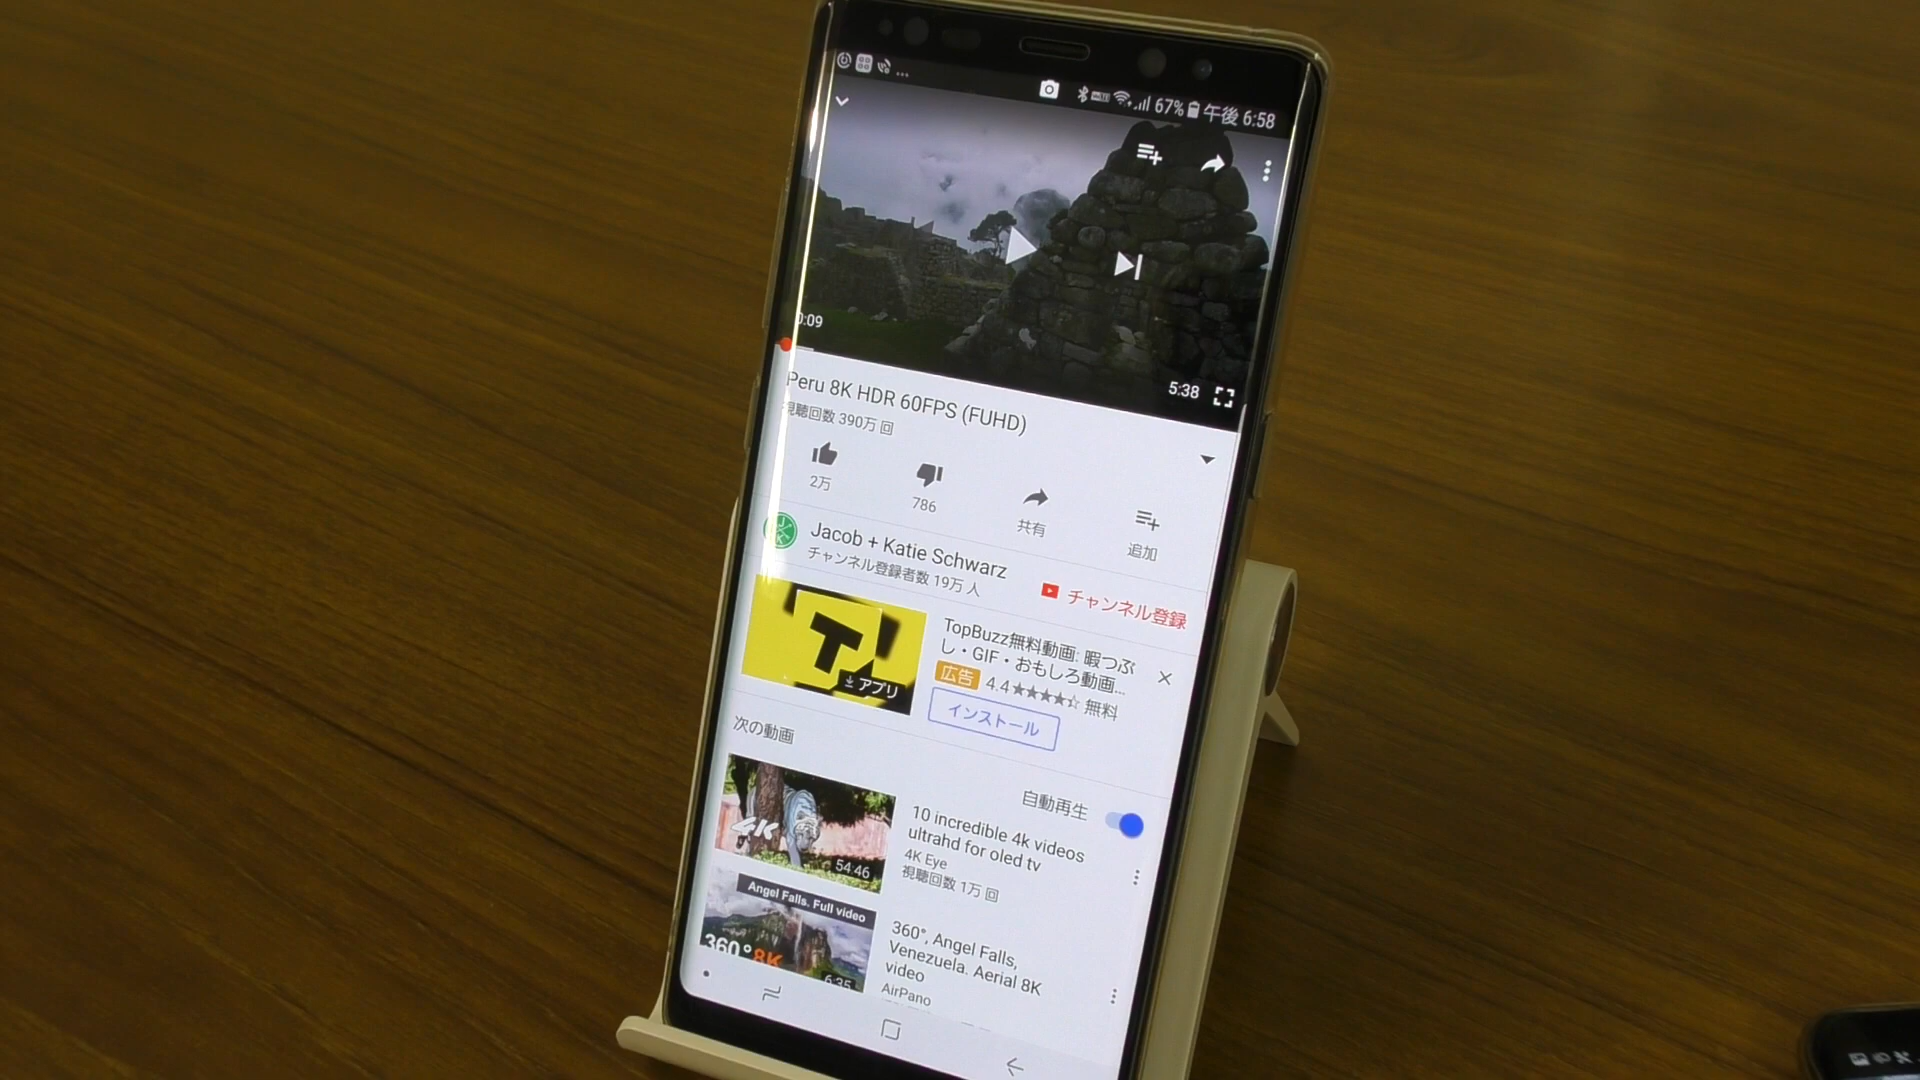 67% 午後 6:58
0:09
5:38
Peru 8K HDR 60FPS (FUHD)
視聴回数 390万 回
2万
786
共有
追加
Jacob + Katie Schwarz
チャンネル登録者数 19万 人
チャンネル登録
TopBuzz無料動画: 暇つぶ
し・GIF・おもしろ動画...
広告 4.4★★★★☆ 無料
アプリ
インストール
次の動画
自動再生
4K
54:46
10 incredible 4k videos
ultrahd for oled tv
4K Eye
視聴回数 1万 回
Angel Falls. Full video
360° 8K
6:35
360°, Angel Falls,
Venezuela. Aerial 8K
video
AirPano